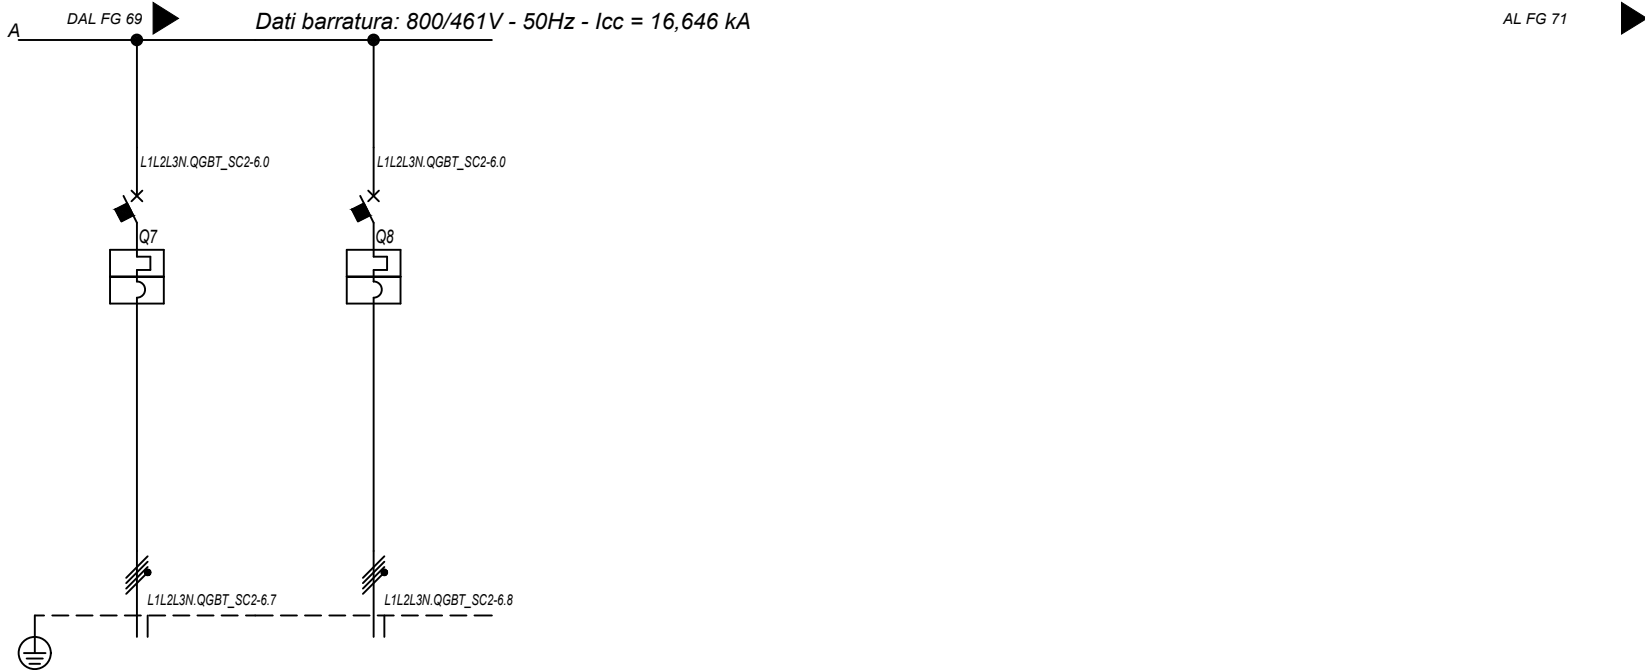 DAL FG 69
Dati barratura: 800/461V - 50Hz - Icc = 16,646 kA
AL FG 71
A
L1L2L3N.QGBT_SC2-6.0
L1L2L3N.QGBT_SC2-6.0
Q7
Q8
L1L2L3N.QGBT_SC2-6.7
L1L2L3N.QGBT_SC2-6.8